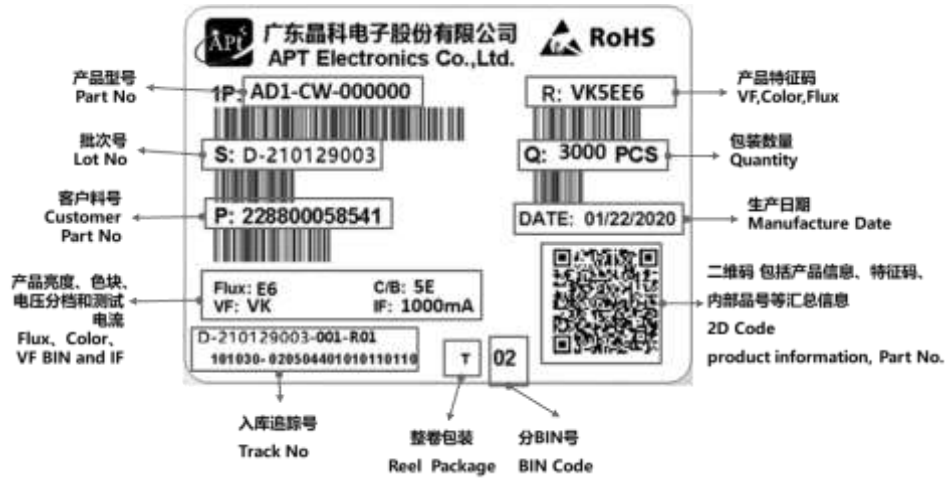 APT
广东晶科电子股份有限公司
APT Electronics Co.,Ltd.
RoHS
产品型号
Part No
1P: AD1-CW-000000
R: VK5EE6
产品特征码
VF,Color,Flux
批次号
Lot No
S: D-210129003
Q: 3000 PCS
包装数量
Quantity
客户料号
Customer
Part No
P: 228800058541
DATE: 01/22/2020
生产日期
Manufacture Date
产品亮度、色块、
电压分档和测试
电流
Flux、Color、
VF BIN and IF
Flux: E6 C/B: 5E
VF: VK IF: 1000mA
二维码 包括产品信息、特征码、
内部品号等汇总信息
2D Code
product information, Part No.
D-210129003-001-R01
101030-020504401010110110
T
02
入库追踪号
Track No
整卷包装
Reel Package
分BIN号
BIN Code